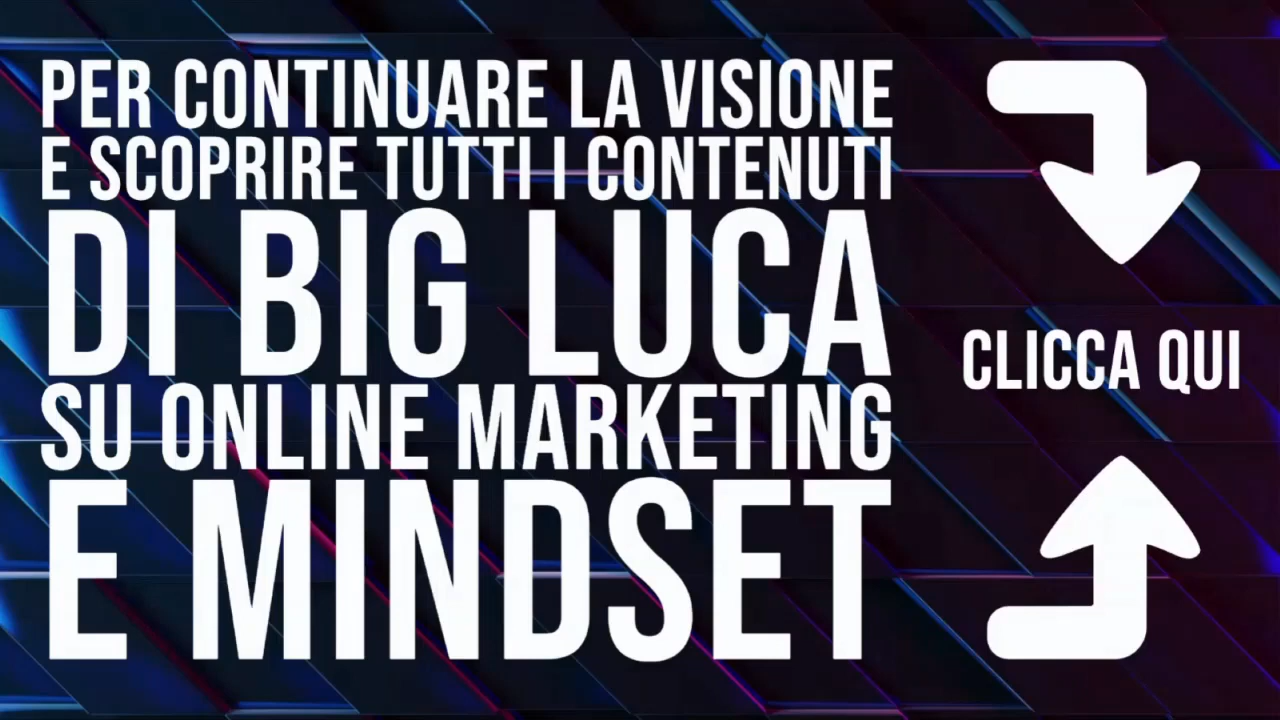 PER CONTINUARE LA VISIONE
E SCOPRIRE TUTTI I CONTENUTI
DI BIG LUCA
SU ONLINE MARKETING
E MINDSET
CLICCA QUI